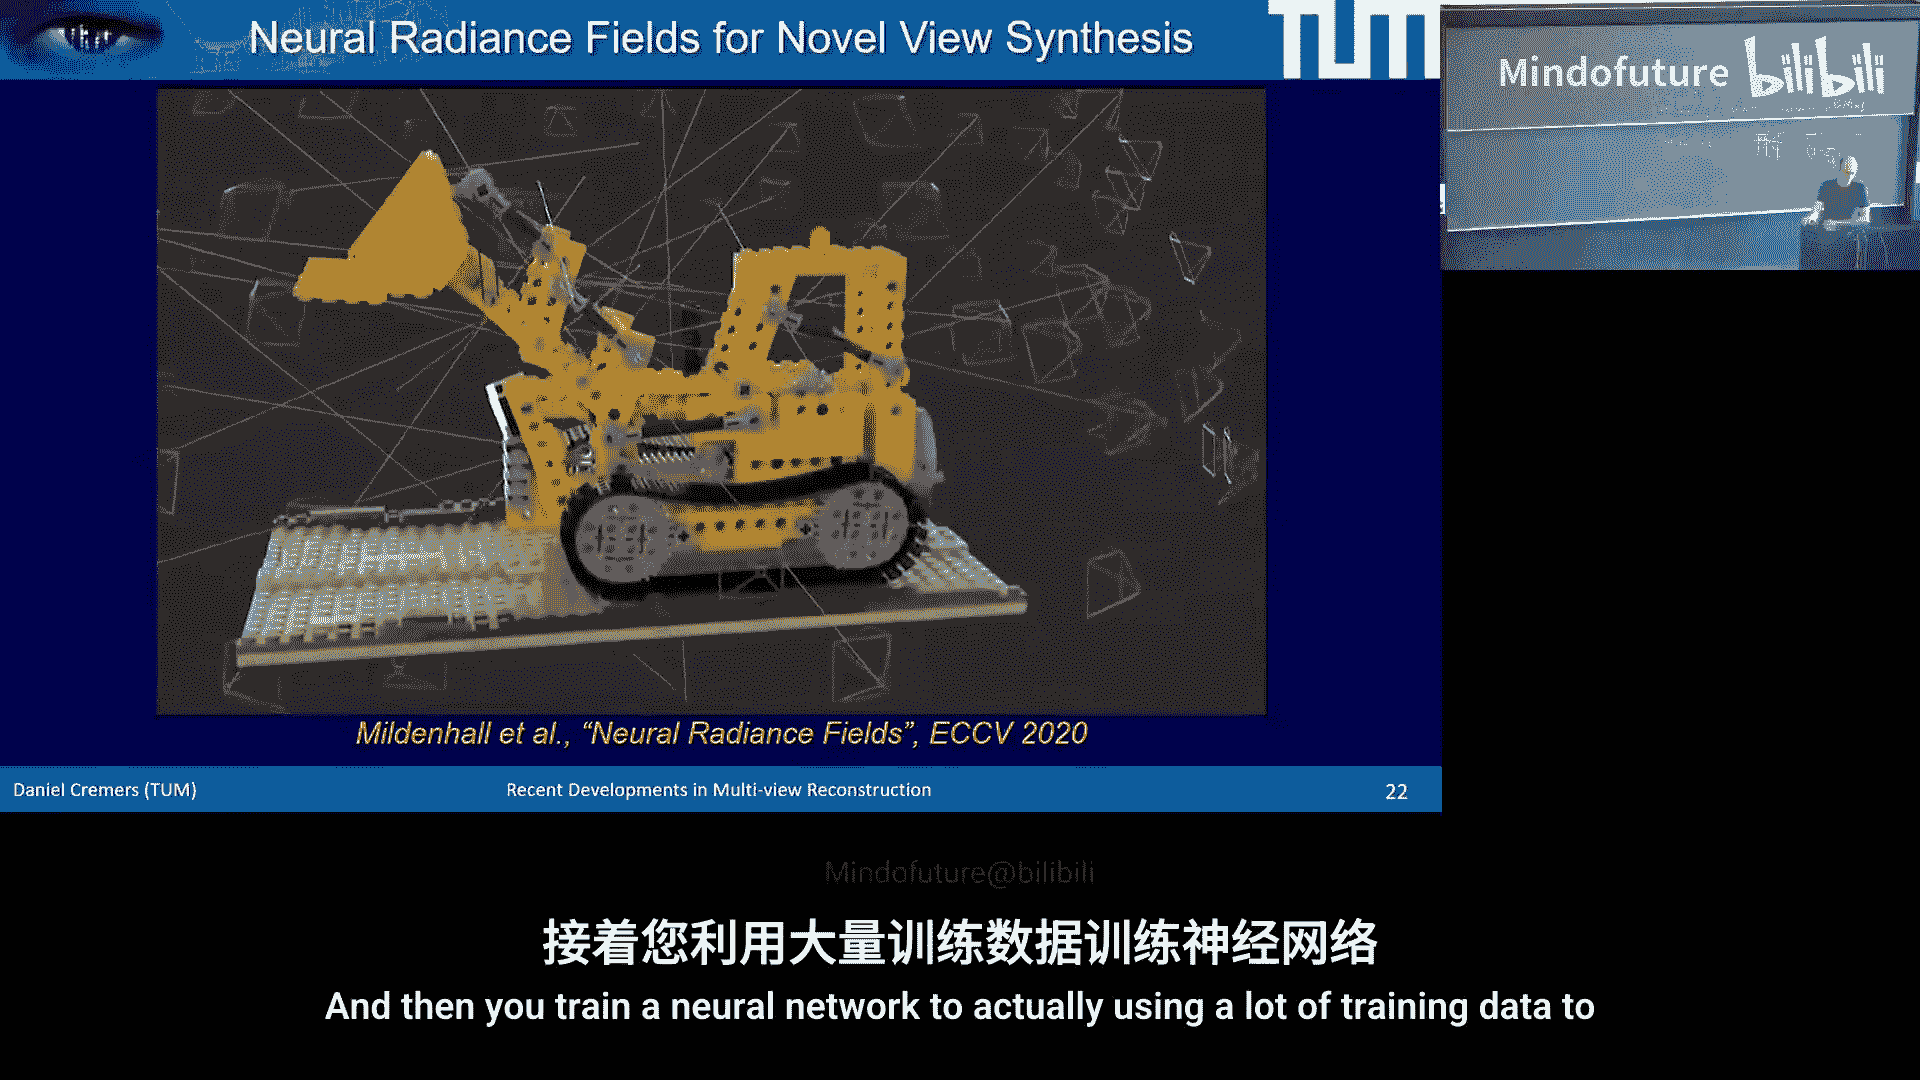 Neural Radiance Fields for Novel View Synthesis
TUM
Mindofuture bilibili
Mildenhall et al., “Neural Radiance Fields”, ECCV 2020
Daniel Cremers (TUM)
Recent Developments in Multi-view Reconstruction
22
Mindofuture@bilibili
接着您利用大量训练数据训练神经网络
And then you train a neural network to actually using a lot of training data to